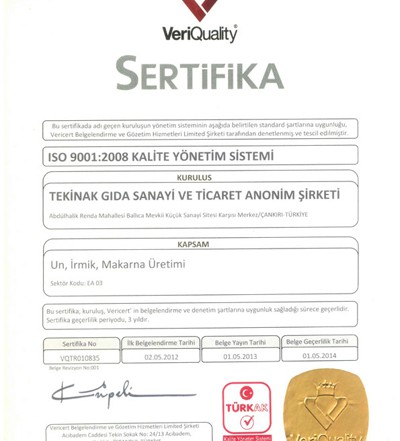 VeriQuality
SERTİFİKA
Bu sertifikada adı geçen kuruluşun yönetim sisteminin aşağıda belirtilen standard şartlarına uygunluğu,
Vericert Belgelendirme ve Gözetim Hizmetleri Limited Şirketi tarafından denetlenmiş ve tescil edilmiştir.
ISO 9001:2008 KALİTE YÖNETİM SİSTEMİ
KURULUS
TEKİNAK GIDA SANAYİ VE TİCARET ANONİM ŞİRKETİ
Abdülhalik Renda Mahallesi Ballıca Mevkii Küçük Sanayi Sitesi Karşısı Merkez/ÇANKIRI-TÜRKİYE
KAPSAM
Un, İrmik, Makarna Üretimi
Sektör Kodu: EA 03
Bu sertifika, kuruluş, Vericert' in belgelendirme ve denetim şartlarına uygunluk sağladığı sürece geçerlidir.
Sertifika geçerlilik periyodu, 3 yıldır.
Sertifika No İlk Belgelendirme Tarihi Belge Yayın Tarihi Belge Geçerlilik Tarihi
VQTR010835 02.05.2012 01.05.2013 01.05.2014
Belge Revizyon No:001
TÜRKAK
Kalite Yönetim Sistemi
VeriQuality
Vericert Belgelendirme ve Gözetim Hizmetleri Limited Şirketi
Acıbadem Caddesi Tekin Sokak No: 24/13 Acıbadem,